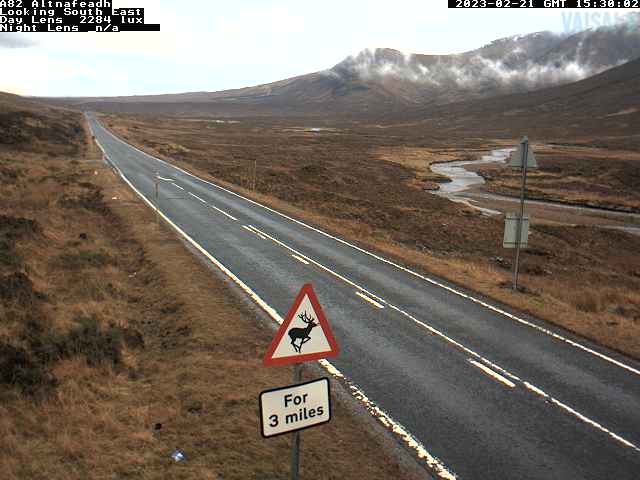 A82 Altnafeadh
Looking South East
Day Lens 2284 lux
Night Lens n/a
2023-02-21 GMT 15:30:02
VAISALA
For
3 miles